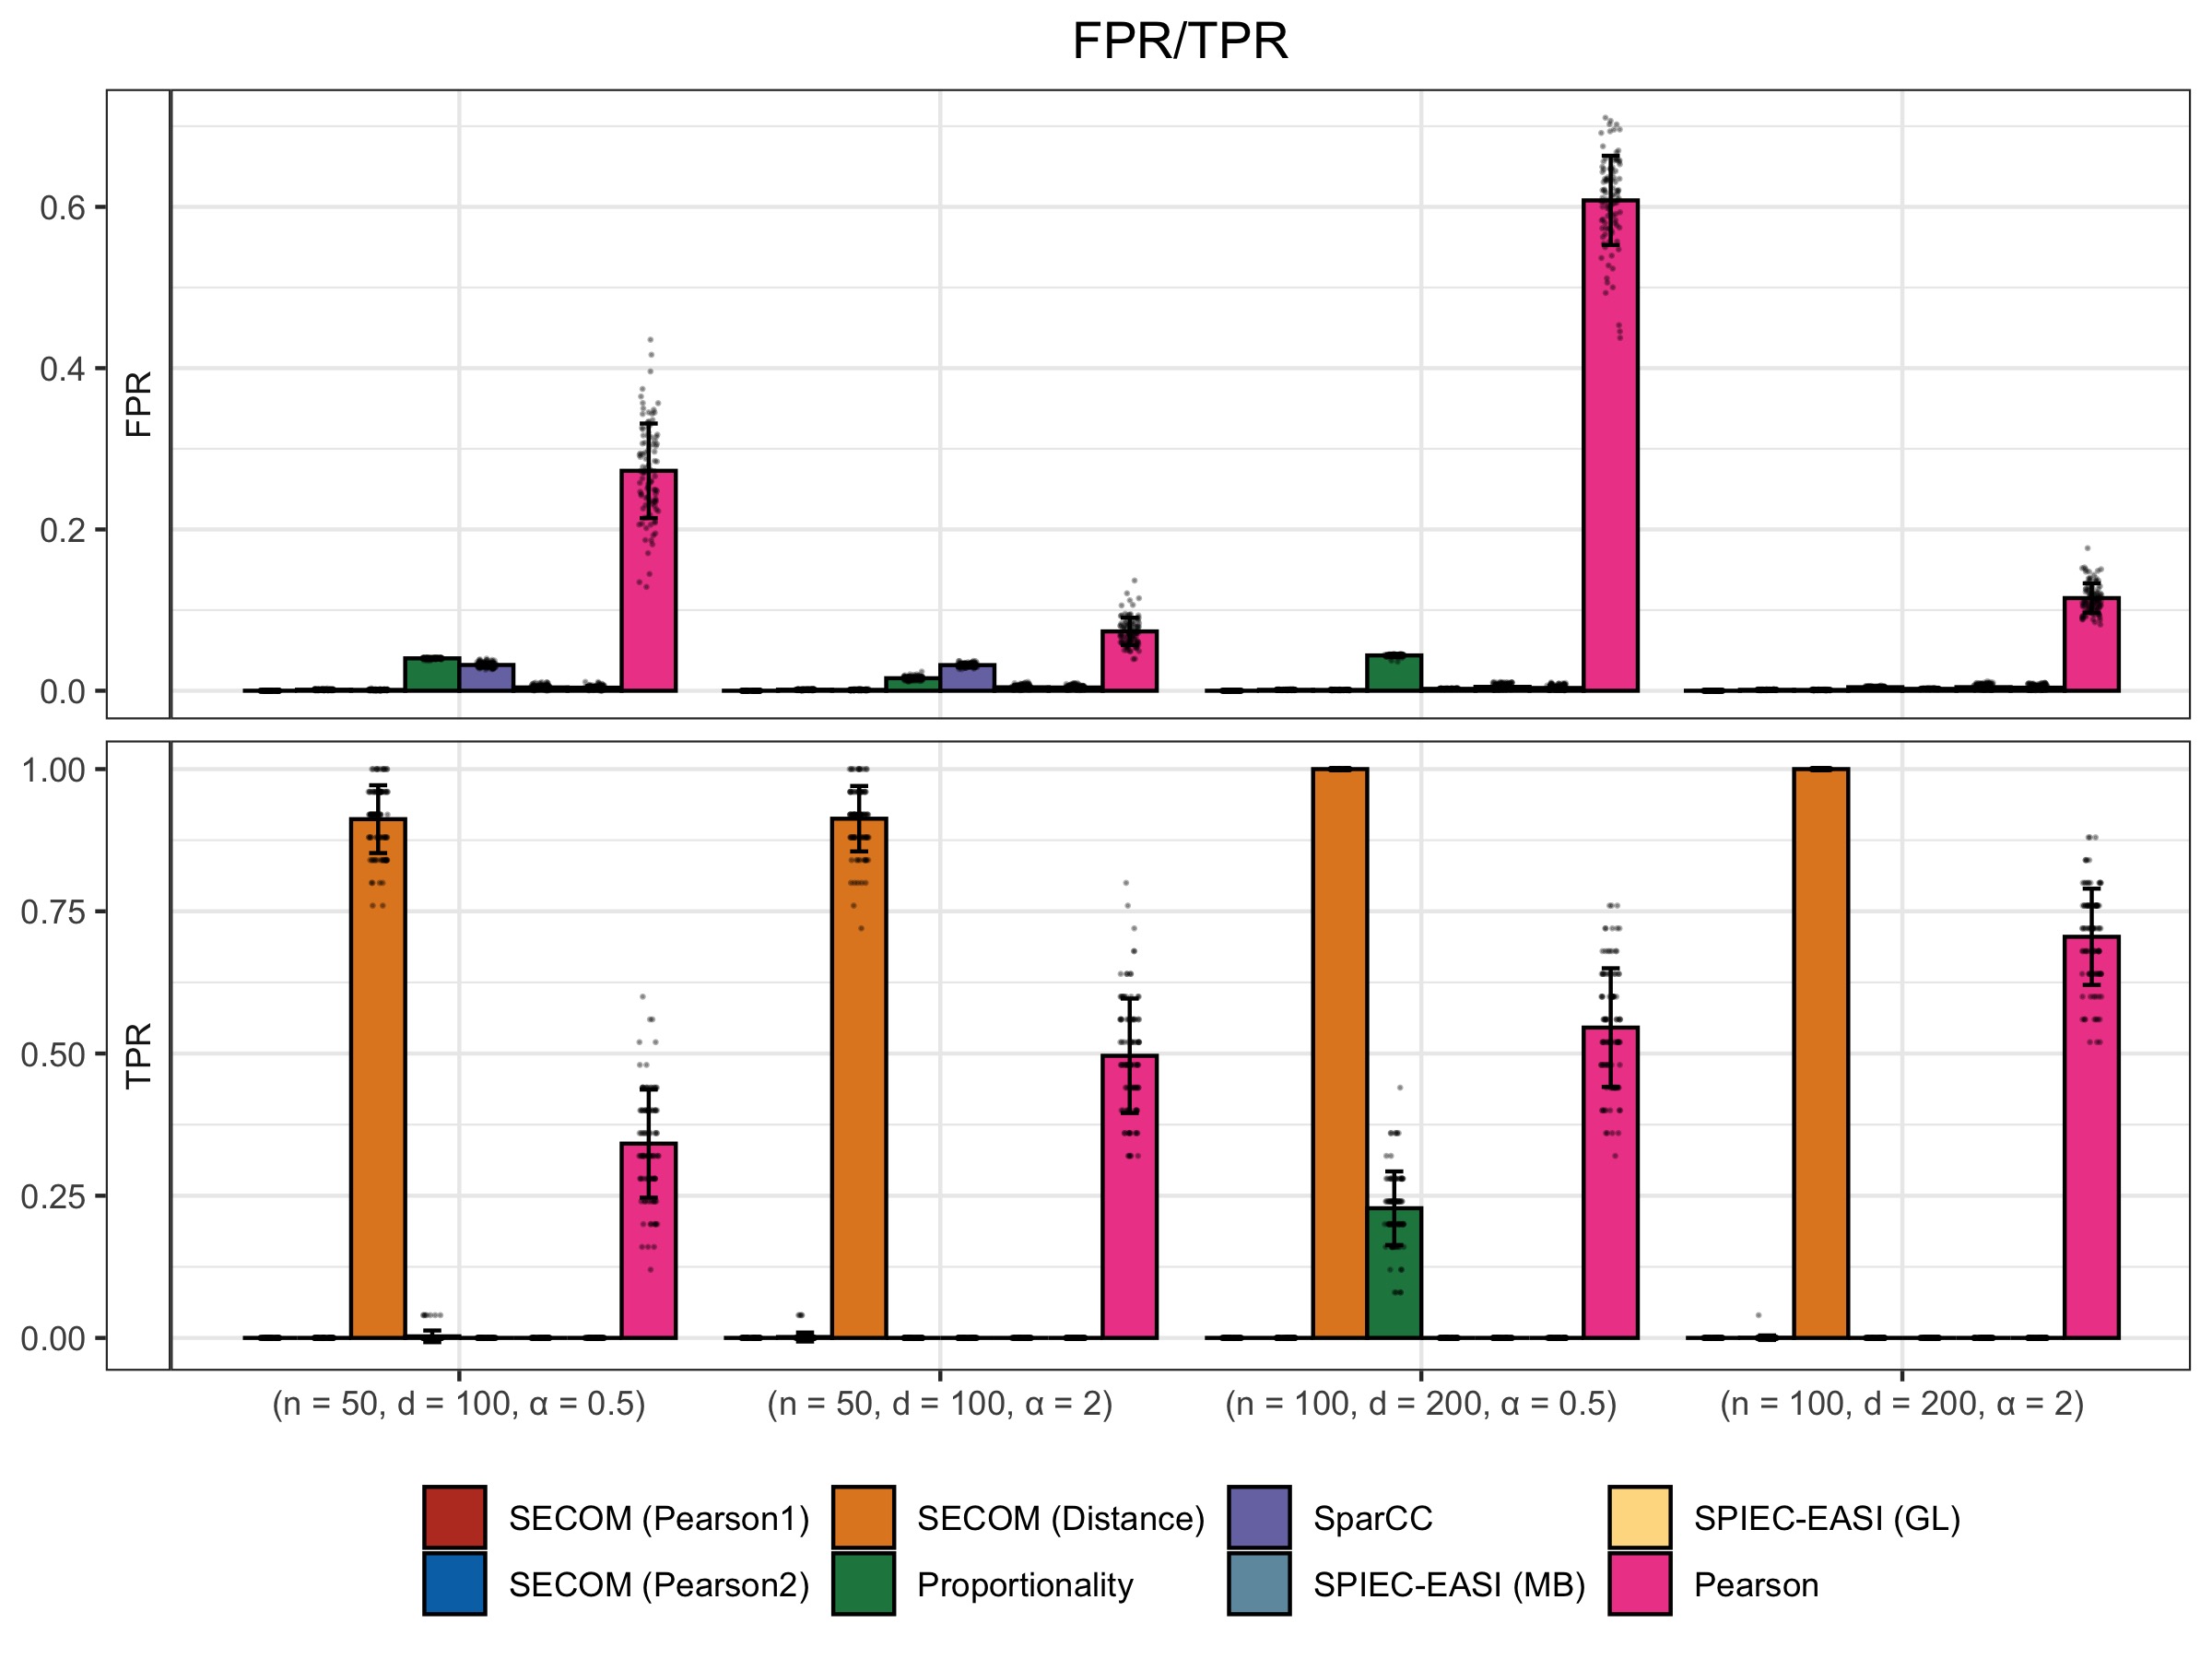 FPR/TPR
FPR
0.6
0.4
0.2
0.0
TPR
1.00
0.75
0.50
0.25
0.00
(n = 50, d = 100, α = 0.5)
(n = 50, d = 100, α = 2)
(n = 100, d = 200, α = 0.5)
(n = 100, d = 200, α = 2)
SECOM (Pearson1)
SECOM (Distance)
SparCC
SPIEC-EASI (GL)
SECOM (Pearson2)
Proportionality
SPIEC-EASI (MB)
Pearson